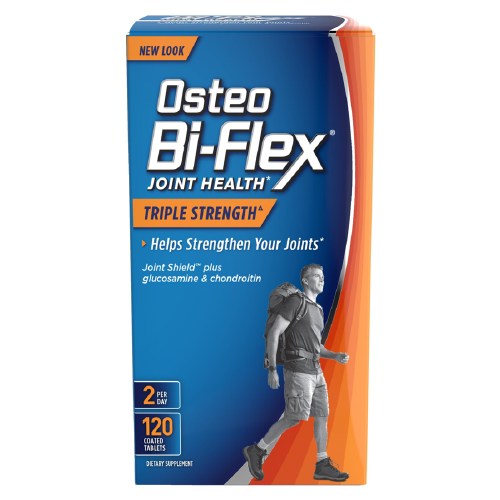 NEW LOOK
Osteo
Bi-Flex®
JOINT HEALTH*
TRIPLE STRENGTH△
Helps Strengthen Your Joints*
Joint Shield™ plus
glucosamine & chondroitin
2 PER
DAY
120
COATED
TABLETS
DIETARY SUPPLEMENT